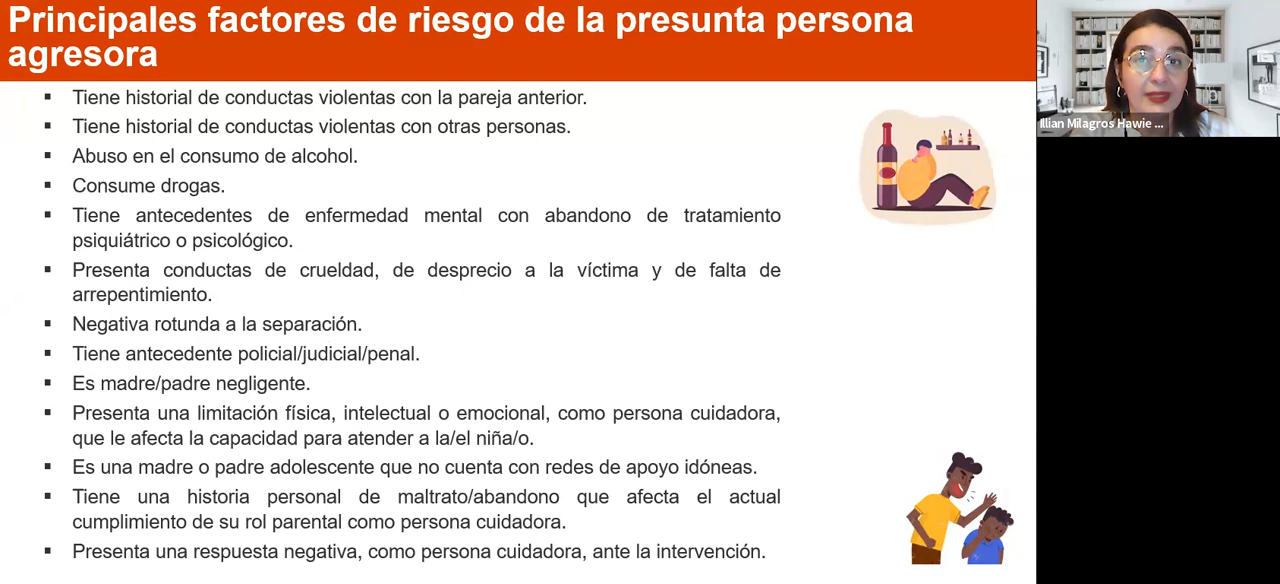 Principales factores de riesgo de la presunta persona
agresora
▪ Tiene historial de conductas violentas con la pareja anterior.
▪ Tiene historial de conductas violentas con otras personas.
▪ Abuso en el consumo de alcohol.
▪ Consume drogas.
▪ Tiene antecedentes de enfermedad mental con abandono de tratamiento
psiquiátrico o psicológico.
▪ Presenta conductas de crueldad, de desprecio a la víctima y de falta de
arrepentimiento.
▪ Negativa rotunda a la separación.
▪ Tiene antecedente policial/judicial/penal.
▪ Es madre/padre negligente.
▪ Presenta una limitación física, intelectual o emocional, como persona cuidadora,
que le afecta la capacidad para atender a la/el niña/o.
▪ Es una madre o padre adolescente que no cuenta con redes de apoyo idóneas.
▪ Tiene una historia personal de maltrato/abandono que afecta el actual
cumplimiento de su rol parental como persona cuidadora.
▪ Presenta una respuesta negativa, como persona cuidadora, ante la intervención.
illian Milagros Hawie ...